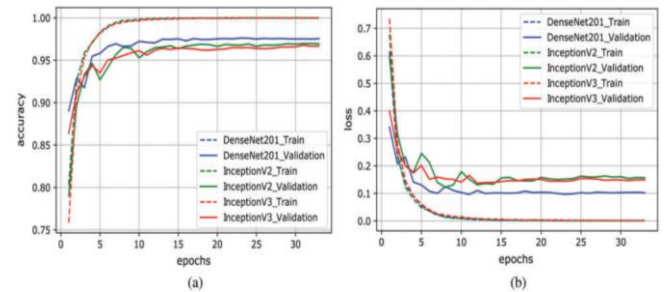 1.00
0.95
0.90
0.85
0.80
0.75
accuracy
0 5 10 15 20 25 30
epochs
DenseNet201_Train
DenseNet201_Validation
InceptionV2_Train
InceptionV2_Validation
InceptionV3_Train
InceptionV3_Validation
(a)
0.7
0.6
0.5
0.4
0.3
0.2
0.1
0.0
loss
0 5 10 15 20 25 30
epochs
DenseNet201_Train
DenseNet201_Validation
InceptionV2_Train
InceptionV2_Validation
InceptionV3_Train
InceptionV3_Validation
(b)